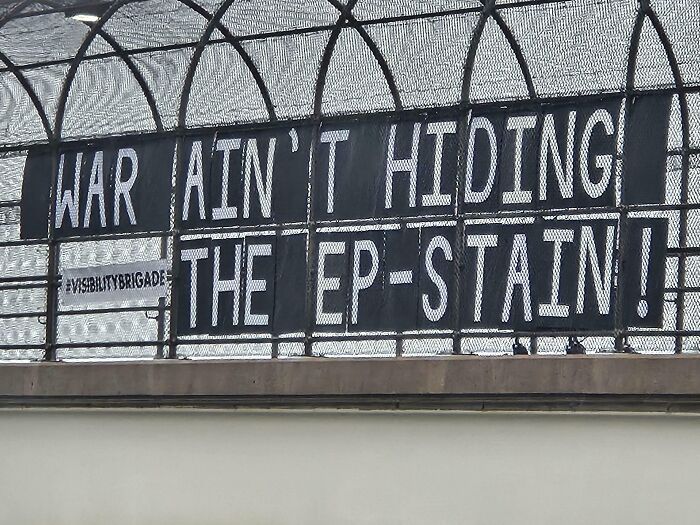 WAR AIN'T HIDING
THE EP-STAIN!
#VISIBILITYBRIGADE